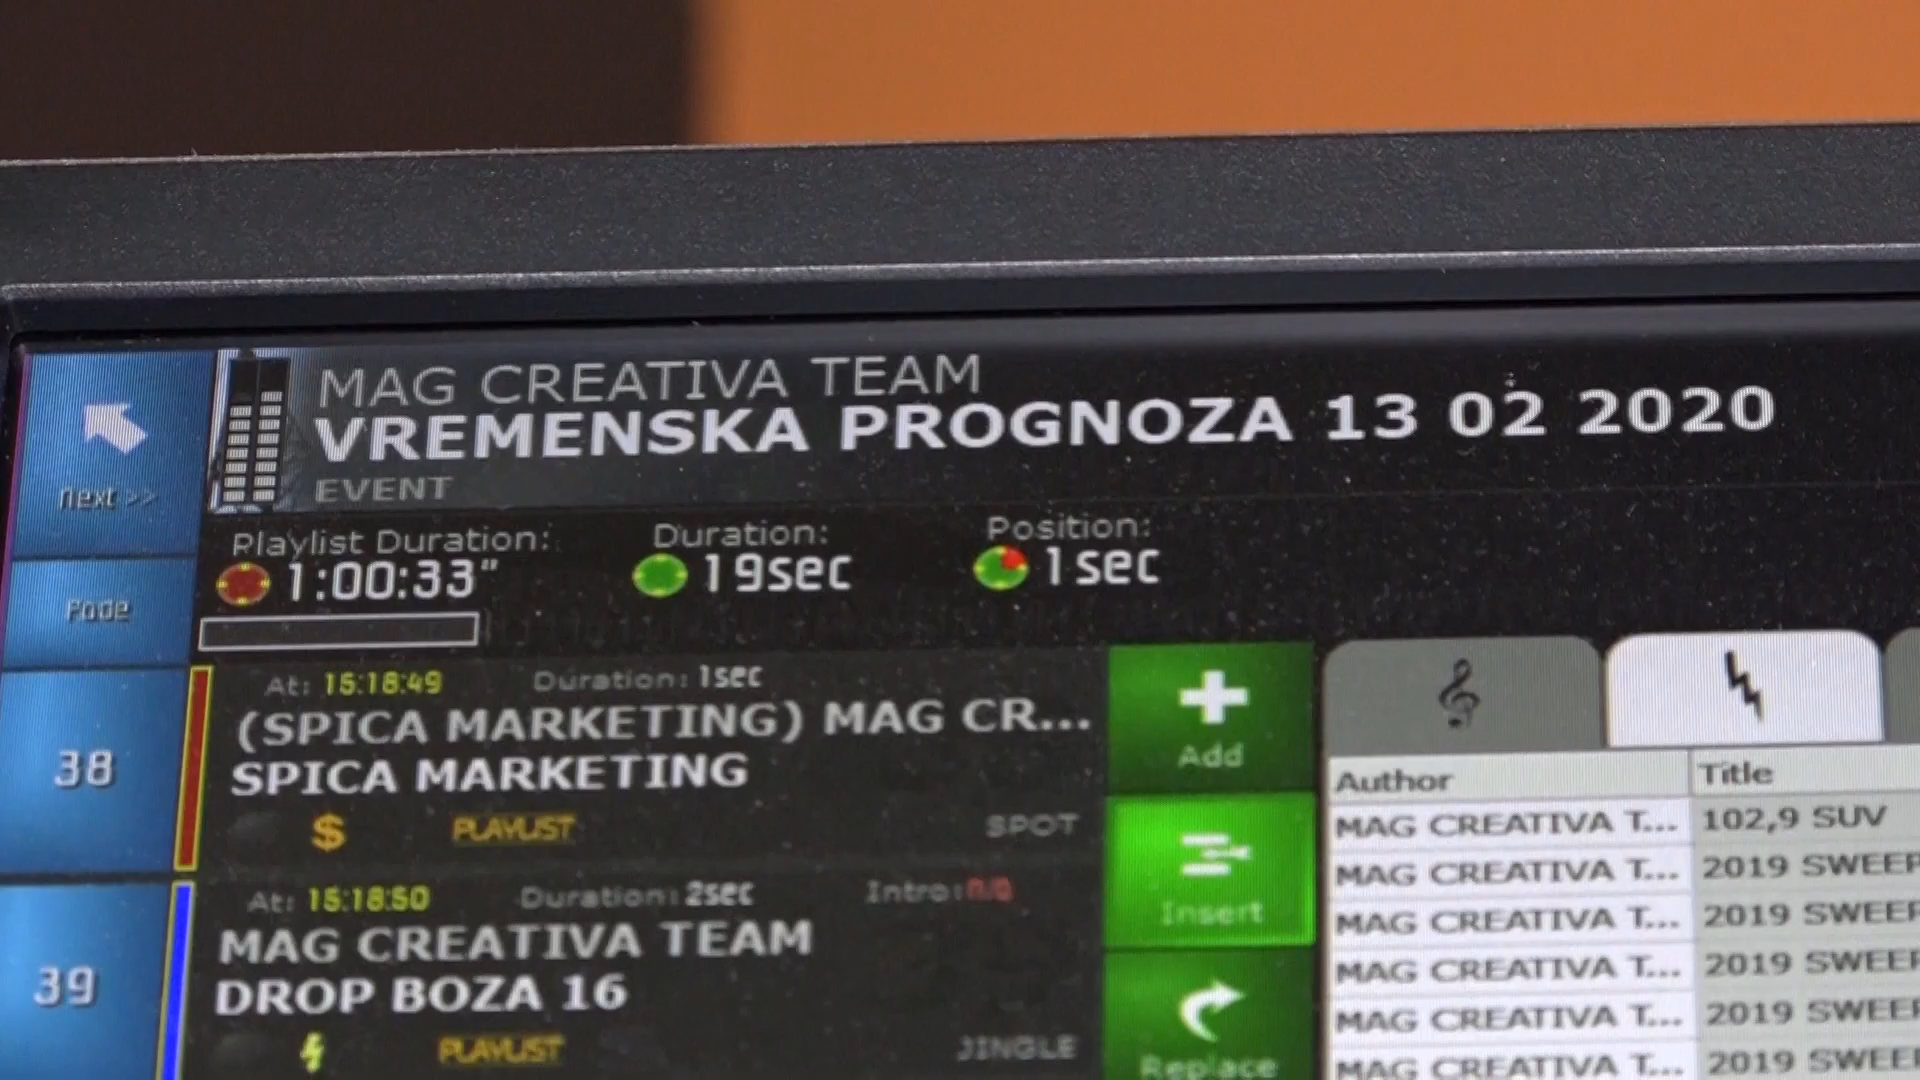 MAG CREATIVA TEAM
VREMENSKA PROGNOZA 13 02 2020
EVENT
Next >>
Playlist Duration: Duration: Position:
1:00:33" 19sec 1sec
Fade
At: 15:18:49 Duration: 1sec
38
(SPICA MARKETING) MAG CR...
SPICA MARKETING
$ PLAYLIST SPOT
At: 15:18:50 Duration: 2sec Intro: n/a
39
MAG CREATIVA TEAM
DROP BOZA 16
PLAYLIST JINGLE
Add
Insert
Replace
Author Title
MAG CREATIVA T... 102,9 SUV
MAG CREATIVA T... 2019 SWEEP
MAG CREATIVA T... 2019 SWEEP
MAG CREATIVA T... 2019 SWEEP
MAG CREATIVA T... 2019 SWEEP
MAG CREATIVA T... 2019 SWEEP